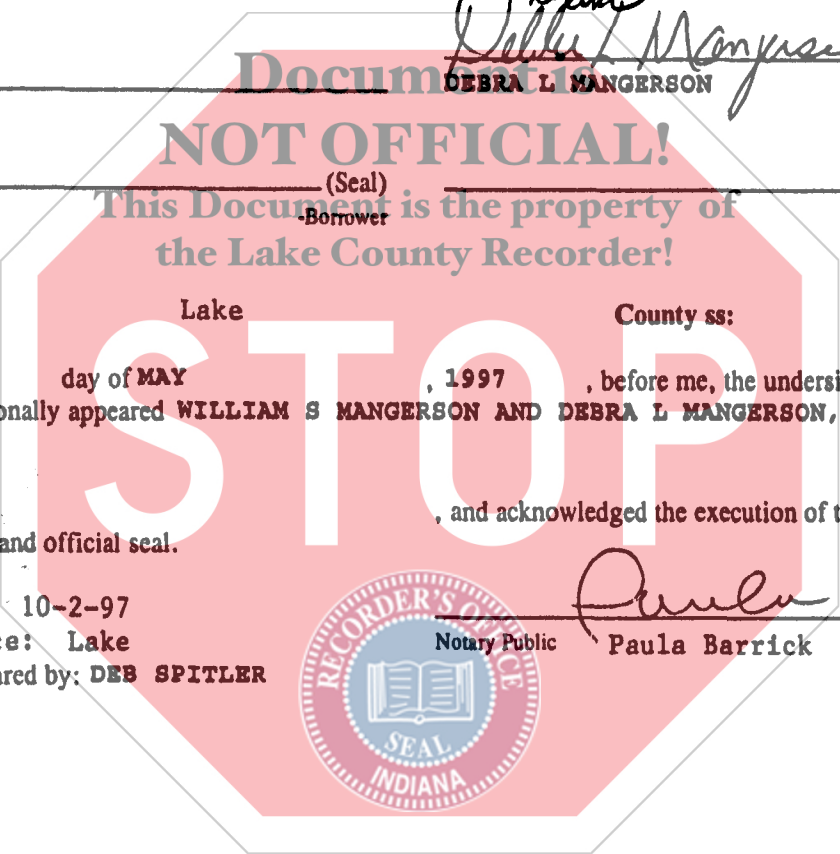 Debra L Mangerson
DEBRA L MANGERSON
Document is
NOT OFFICIAL!
(Seal)
This Document is the property of
-Borrower
the Lake County Recorder!
Lake County ss:
STOP
day of MAY , 1997 , before me, the undersi
onally appeared WILLIAM S MANGERSON AND DEBRA L MANGERSON,
, and acknowledged the execution of t
and official seal.
10-2-97
ce: Lake
Notary Public Paula Barrick
ared by: DEB SPITLER
RECORDER'S OFFICE
SEAL
INDIANA